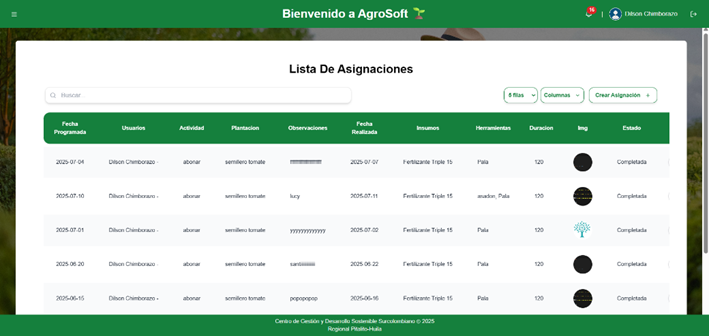 Bienvenido a AgroSoft
16
Dilson Chimborazo
Lista De Asignaciones
Buscar
5 filas
Columnas
Crear Asignación +
Fecha Programada Usuarios Actividad Plantacion Observaciones Fecha Realizada Insumos Herramientas Duracion Img Estado
2025-07-04 Dilson Chimborazo - abonar semillero tomate 2025-07-07 Fertilizante Triple 15 Pala 120 Completada
2025-07-10 Dilson Chimborazo - abonar semillero tomate lucy 2025-07-11 Fertilizante Triple 15 asadon, Pala 120 Completada
2025-07-01 Dilson Chimborazo - abonar semillero tomate 2025-07-02 Fertilizante Triple 15 Pala 120 Completada
2025-06-20 Dilson Chimborazo - abonar semillero tomate 2025-06-22 Fertilizante Triple 15 Pala 120 Completada
2025-06-15 Dilson Chimborazo - abonar semillero tomate popopopop 2025-06-16 Fertilizante Triple 15 Pala 120 Completada
Centro de Gestión y Desarrollo Sostenible Surcolombiano © 2025
Regional Pitalito-Huila